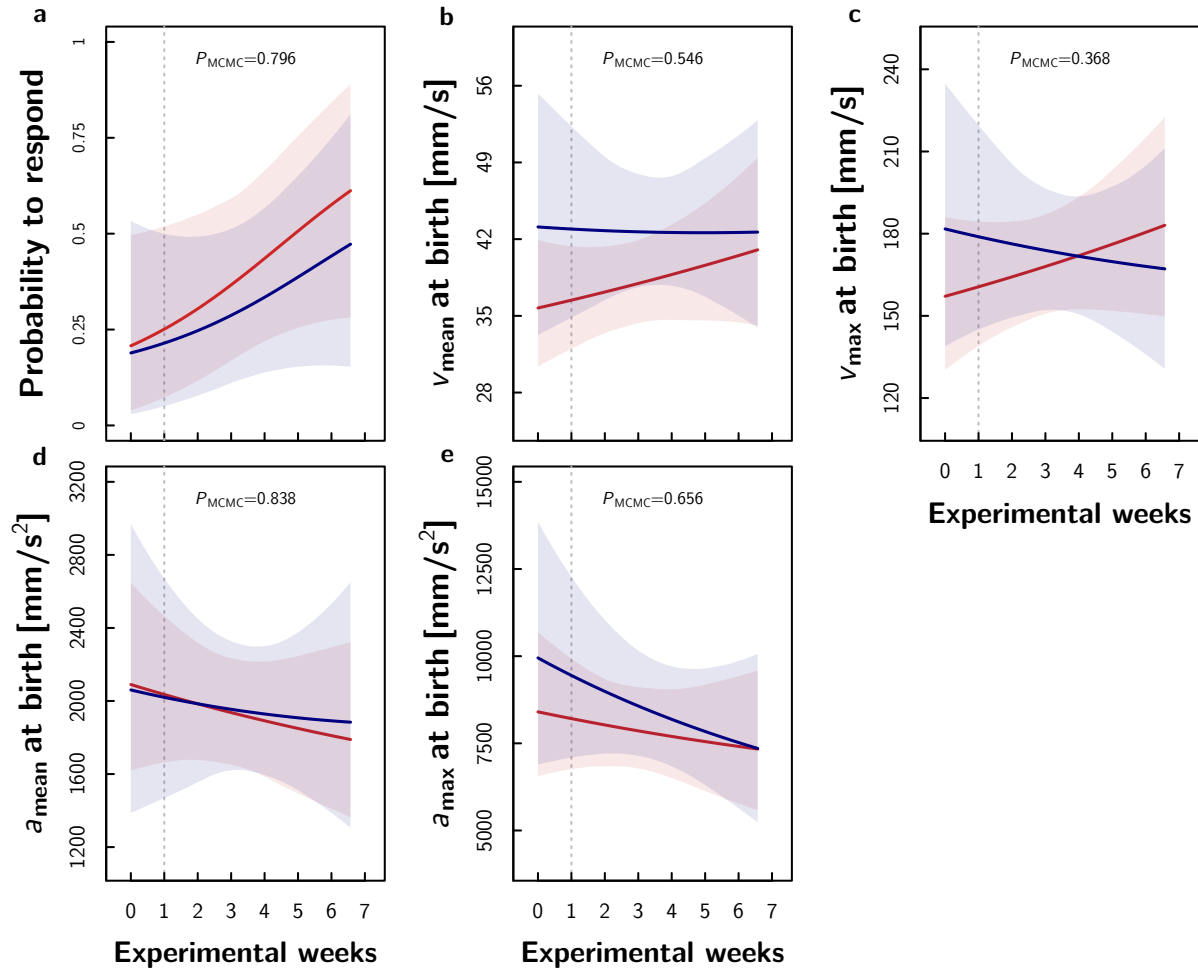 a
P_MCMC=0.796
Probability to respond
0 0.25 0.5 0.75 1
b
P_MCMC=0.546
v_mean at birth [mm/s]
28 35 42 49 56
c
P_MCMC=0.368
v_max at birth [mm/s]
120 150 180 210 240
0 1 2 3 4 5 6 7
Experimental weeks
d
P_MCMC=0.838
a_mean at birth [mm/s²]
1200 1600 2000 2400 2800 3200
0 1 2 3 4 5 6 7
Experimental weeks
e
P_MCMC=0.656
a_max at birth [mm/s²]
5000 7500 10000 12500 15000
0 1 2 3 4 5 6 7
Experimental weeks